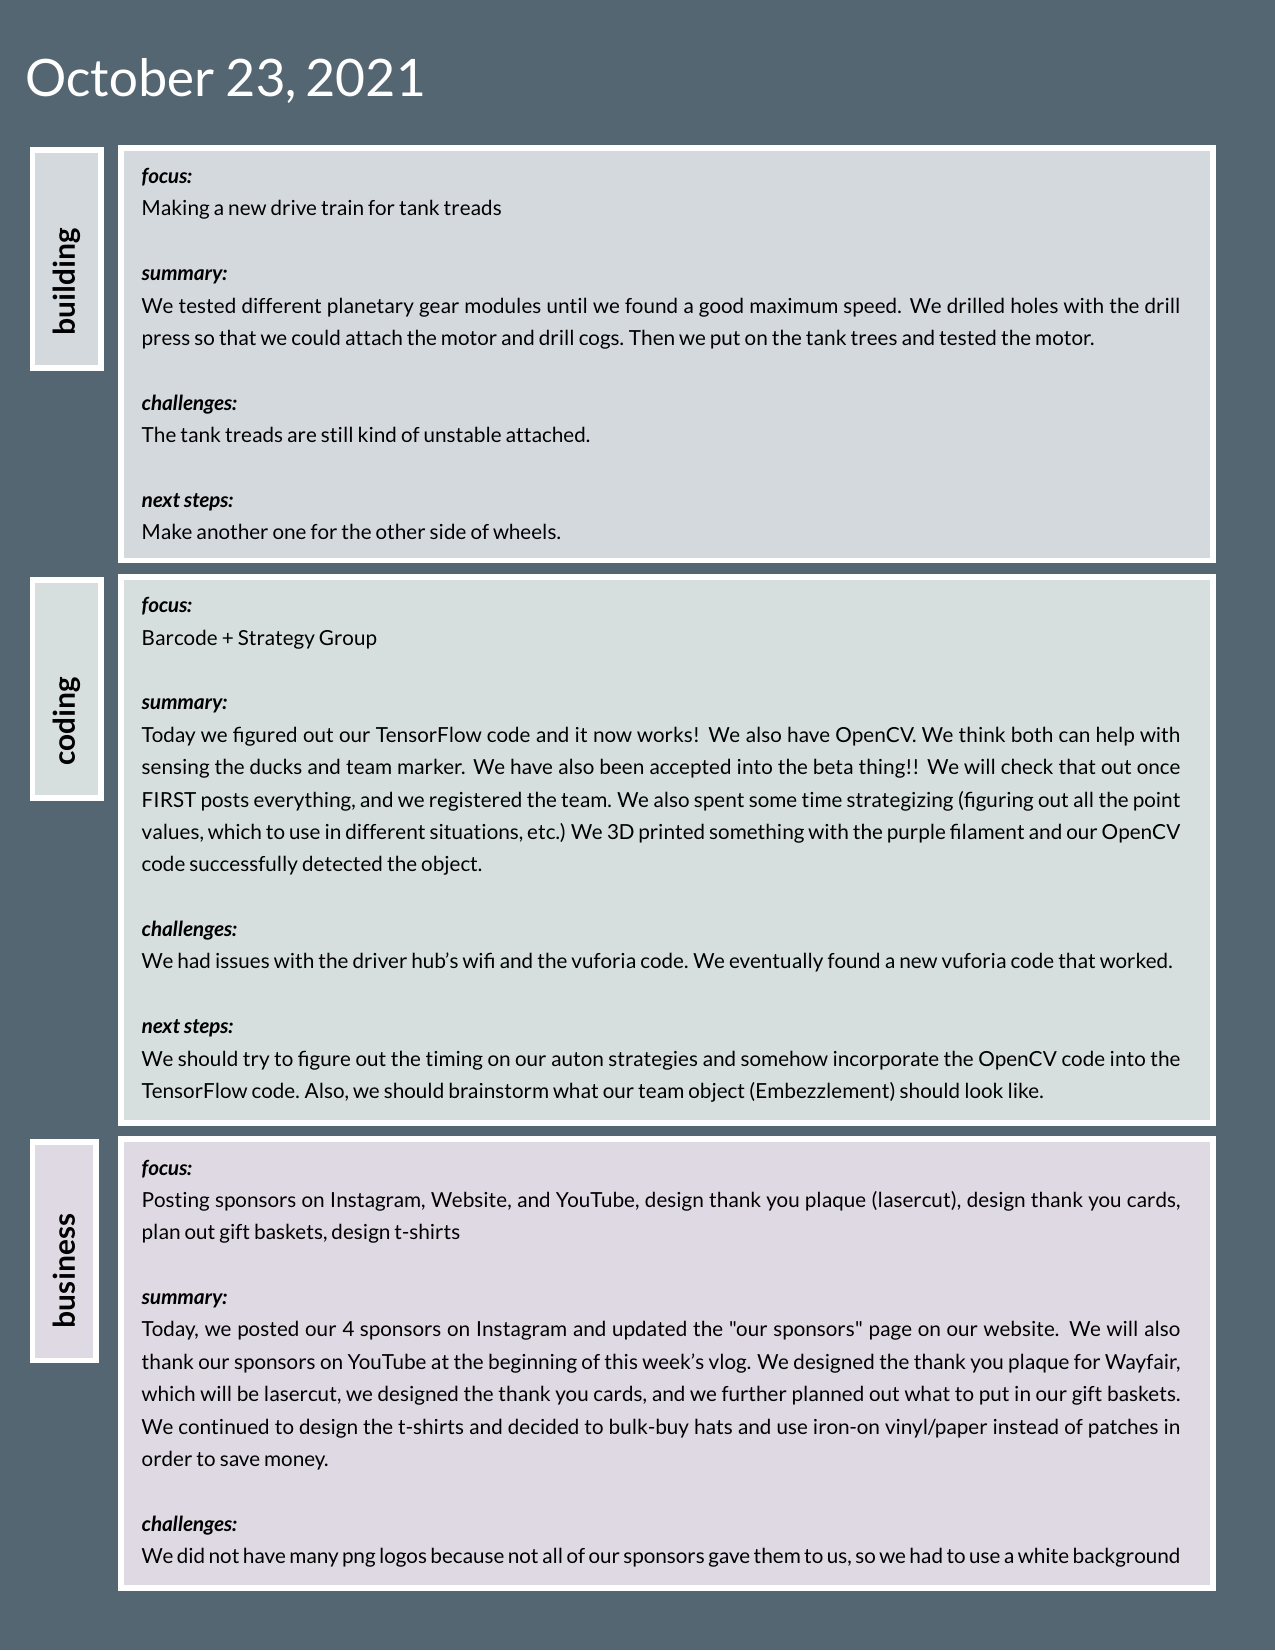 October 23, 2021
building
focus:
Making a new drive train for tank treads
summary:
We tested different planetary gear modules until we found a good maximum speed. We drilled holes with the drill
press so that we could attach the motor and drill cogs. Then we put on the tank trees and tested the motor.
challenges:
The tank treads are still kind of unstable attached.
next steps:
Make another one for the other side of wheels.
coding
focus:
Barcode + Strategy Group
summary:
Today we figured out our TensorFlow code and it now works! We also have OpenCV. We think both can help with
sensing the ducks and team marker. We have also been accepted into the beta thing!! We will check that out once
FIRST posts everything, and we registered the team. We also spent some time strategizing (figuring out all the point
values, which to use in different situations, etc.) We 3D printed something with the purple filament and our OpenCV
code successfully detected the object.
challenges:
We had issues with the driver hub’s wifi and the vuforia code. We eventually found a new vuforia code that worked.
next steps:
We should try to figure out the timing on our auton strategies and somehow incorporate the OpenCV code into the
TensorFlow code. Also, we should brainstorm what our team object (Embezzlement) should look like.
business
focus:
Posting sponsors on Instagram, Website, and YouTube, design thank you plaque (lasercut), design thank you cards,
plan out gift baskets, design t-shirts
summary:
Today, we posted our 4 sponsors on Instagram and updated the "our sponsors" page on our website. We will also
thank our sponsors on YouTube at the beginning of this week’s vlog. We designed the thank you plaque for Wayfair,
which will be lasercut, we designed the thank you cards, and we further planned out what to put in our gift baskets.
We continued to design the t-shirts and decided to bulk-buy hats and use iron-on vinyl/paper instead of patches in
order to save money.
challenges:
We did not have many png logos because not all of our sponsors gave them to us, so we had to use a white background